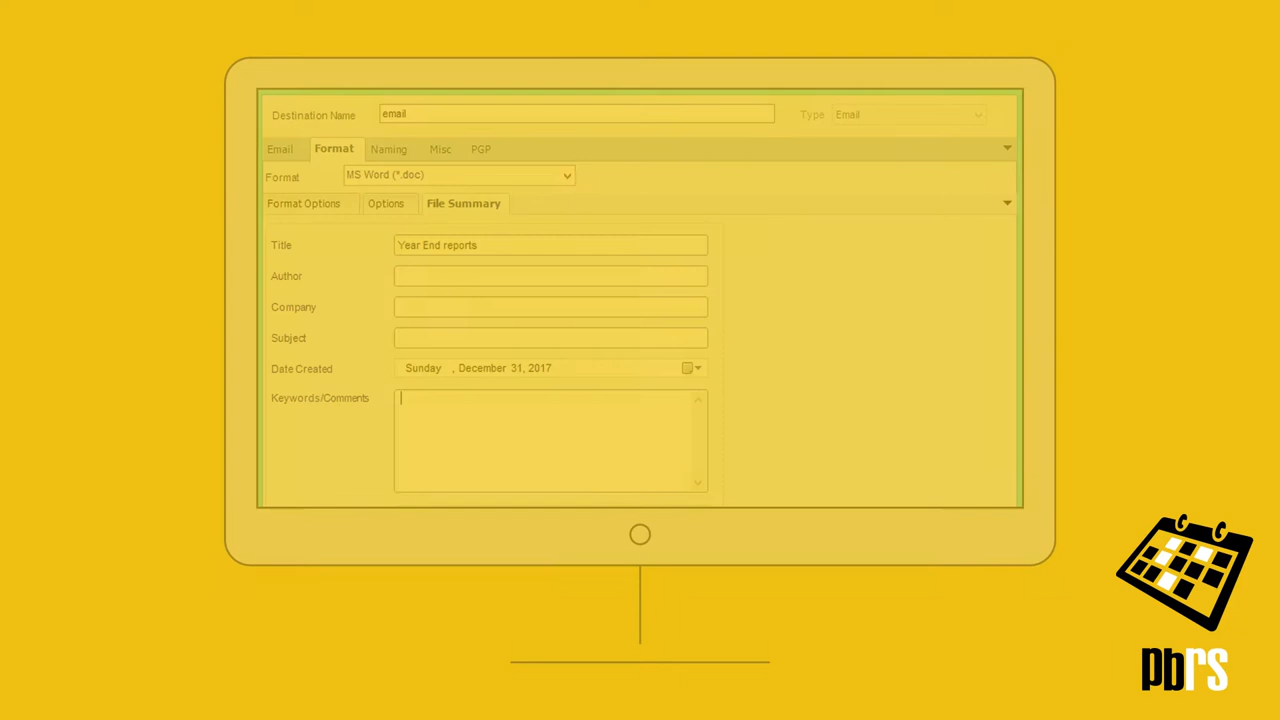 Destination Name email Type Email
Email Format Naming Misc PGP
Format MS Word (*.doc)
Format Options Options File Summary
Title Year End reports
Author
Company
Subject
Date Created Sunday , December 31, 2017
Keywords/Comments
pbrs